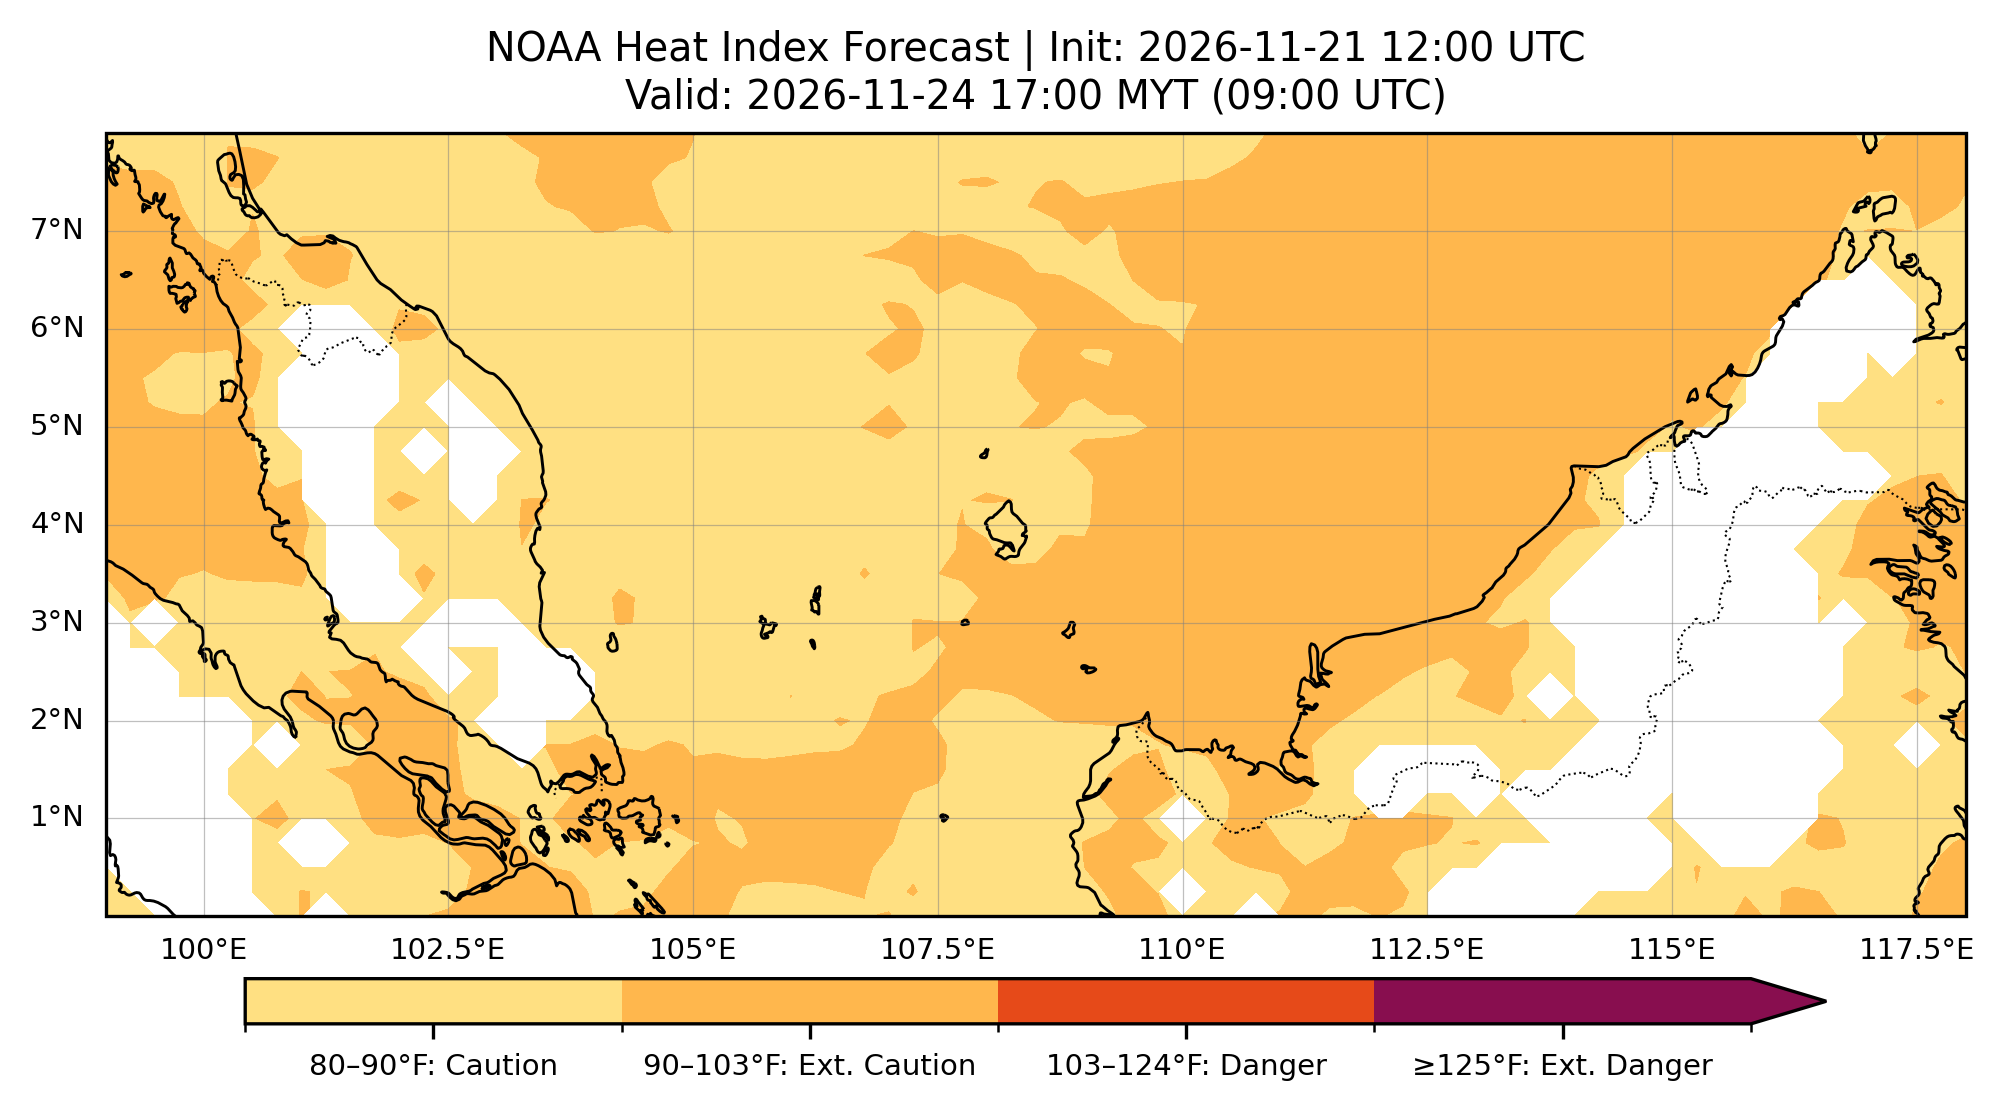 NOAA Heat Index Forecast | Init: 2026-11-21 12:00 UTC
Valid: 2026-11-24 17:00 MYT (09:00 UTC)
7°N
6°N
5°N
4°N
3°N
2°N
1°N
100°E 102.5°E 105°E 107.5°E 110°E 112.5°E 115°E 117.5°E
80–90°F: Caution 90–103°F: Ext. Caution 103–124°F: Danger ≥125°F: Ext. Danger